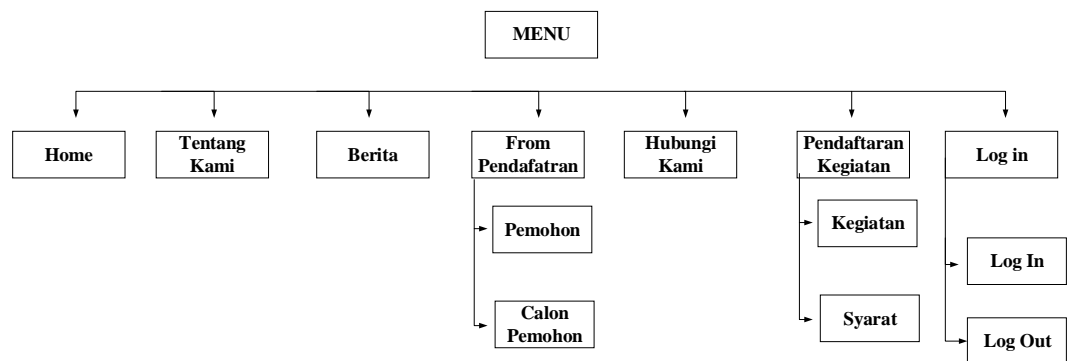 MENU
Home
Tentang
Kami
Berita
From
Pendafatran
Hubungi
Kami
Pendaftaran
Kegiatan
Log in
Pemohon
Kegiatan
Log In
Calon
Pemohon
Syarat
Log Out